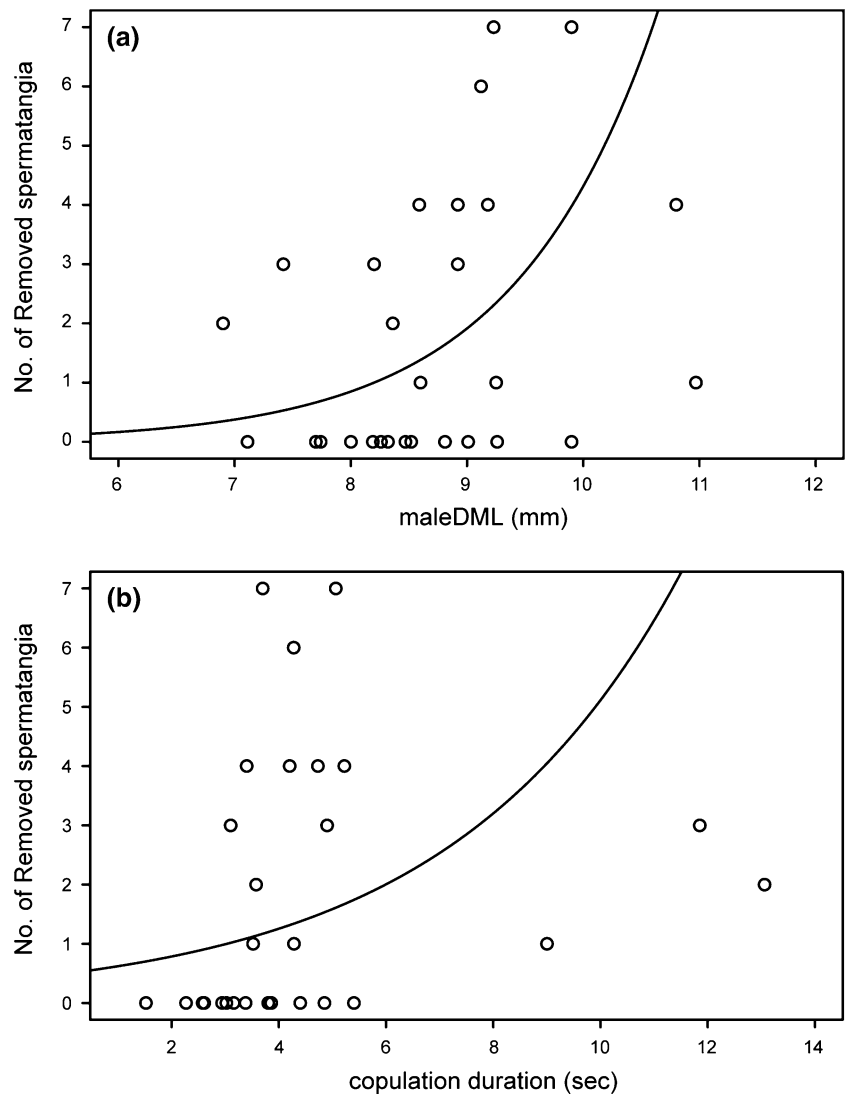 (a)
No. of Removed spermatangia
7
6
5
4
3
2
1
0
6 7 8 9 10 11 12
maleDML (mm)
(b)
No. of Removed spermatangia
7
6
5
4
3
2
1
0
2 4 6 8 10 12 14
copulation duration (sec)